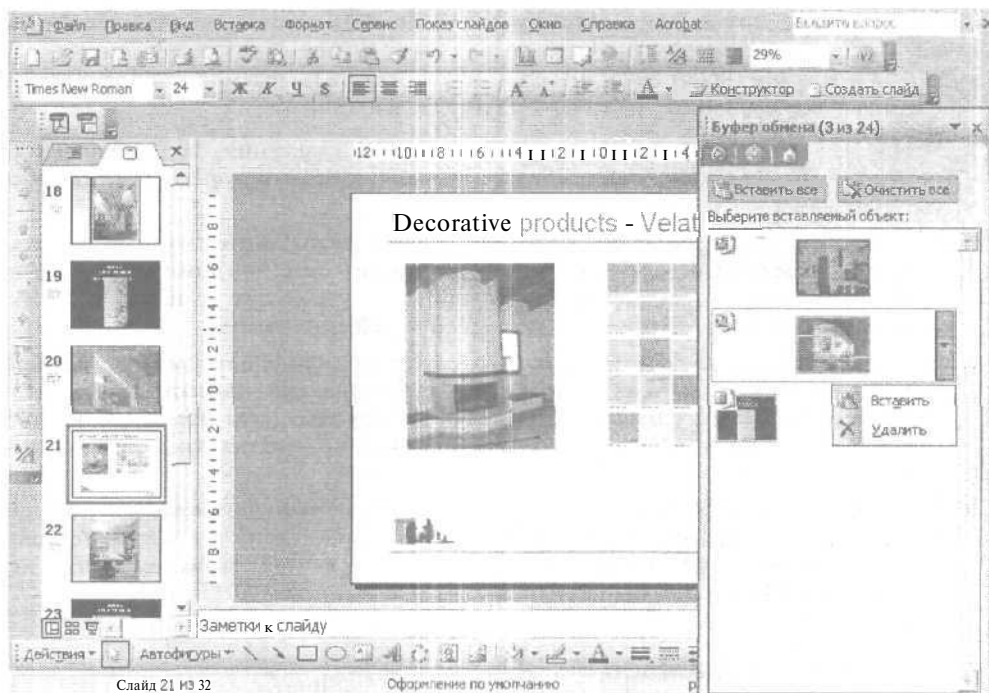 Файл Правка Вид Вставка Формат Сервис Показ слайдов Окно Справка Acrobat Введите вопрос
29%
Times New Roman 24 Ж К Ч S Конструктор Создать слайд
Буфер обмена (3 из 24)
Вставить все Очистить все
Выберите вставляемый объект:
18
19
20
21
22
23
Decorative products - Velat
Вставить
Удалить
Заметки к слайду
Действия Автофигуры
Слайд 21 из 32 Оформление по умолчанию р